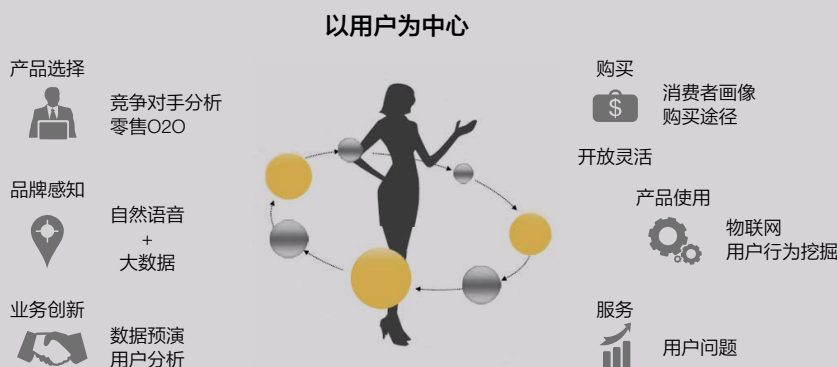 以用户为中心
产品选择
竞争对手分析
零售O2O
品牌感知
自然语音
+
大数据
业务创新
数据预演
用户分析
购买
$
消费者画像
购买途径
开放灵活
产品使用
物联网
用户行为挖掘
服务
用户问题